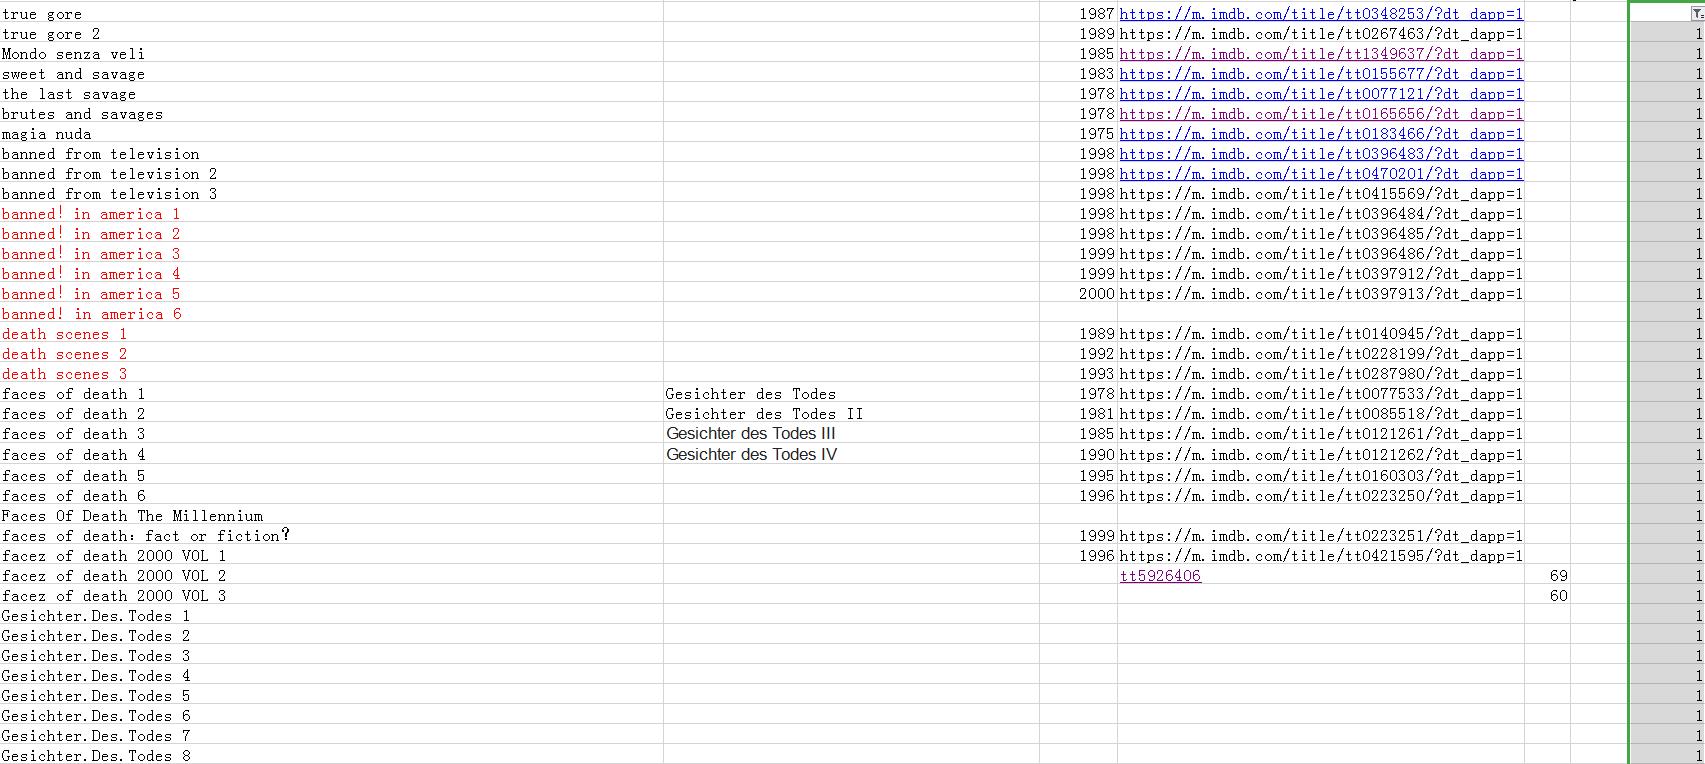 true gore 1987 https://m.imdb.com/title/tt0348253/?dt_dapp=1
true gore 2 1989 https://m.imdb.com/title/tt0267463/?dt_dapp=1 1
Mondo senza veli 1985 https://m.imdb.com/title/tt1349637/?dt_dapp=1 1
sweet and savage 1983 https://m.imdb.com/title/tt0155677/?dt_dapp=1 1
the last savage 1978 https://m.imdb.com/title/tt0077121/?dt_dapp=1 1
brutes and savages 1978 https://m.imdb.com/title/tt0165656/?dt_dapp=1 1
magia nuda 1975 https://m.imdb.com/title/tt0183466/?dt_dapp=1 1
banned from television 1998 https://m.imdb.com/title/tt0396483/?dt_dapp=1 1
banned from television 2 1998 https://m.imdb.com/title/tt0470201/?dt_dapp=1 1
banned from television 3 1998 https://m.imdb.com/title/tt0415569/?dt_dapp=1 1
banned! in america 1 1998 https://m.imdb.com/title/tt0396484/?dt_dapp=1 1
banned! in america 2 1998 https://m.imdb.com/title/tt0396485/?dt_dapp=1 1
banned! in america 3 1999 https://m.imdb.com/title/tt0396486/?dt_dapp=1 1
banned! in america 4 1999 https://m.imdb.com/title/tt0397912/?dt_dapp=1 1
banned! in america 5 2000 https://m.imdb.com/title/tt0397913/?dt_dapp=1 1
banned! in america 6 1
death scenes 1 1989 https://m.imdb.com/title/tt0140945/?dt_dapp=1 1
death scenes 2 1992 https://m.imdb.com/title/tt0228199/?dt_dapp=1 1
death scenes 3 1993 https://m.imdb.com/title/tt0287980/?dt_dapp=1 1
faces of death 1 Gesichter des Todes 1978 https://m.imdb.com/title/tt0077533/?dt_dapp=1 1
faces of death 2 Gesichter des Todes II 1981 https://m.imdb.com/title/tt0085518/?dt_dapp=1 1
faces of death 3 Gesichter des Todes III 1985 https://m.imdb.com/title/tt0121261/?dt_dapp=1 1
faces of death 4 Gesichter des Todes IV 1990 https://m.imdb.com/title/tt0121262/?dt_dapp=1 1
faces of death 5 1995 https://m.imdb.com/title/tt0160303/?dt_dapp=1 1
faces of death 6 1996 https://m.imdb.com/title/tt0223250/?dt_dapp=1 1
Faces Of Death The Millennium 1
faces of death: fact or fiction? 1999 https://m.imdb.com/title/tt0223251/?dt_dapp=1 1
facez of death 2000 VOL 1 1996 https://m.imdb.com/title/tt0421595/?dt_dapp=1 1
facez of death 2000 VOL 2 tt5926406 69 1
facez of death 2000 VOL 3 60 1
Gesichter.Des.Todes 1 1
Gesichter.Des.Todes 2 1
Gesichter.Des.Todes 3 1
Gesichter.Des.Todes 4 1
Gesichter.Des.Todes 5 1
Gesichter.Des.Todes 6 1
Gesichter.Des.Todes 7 1
Gesichter.Des.Todes 8 1